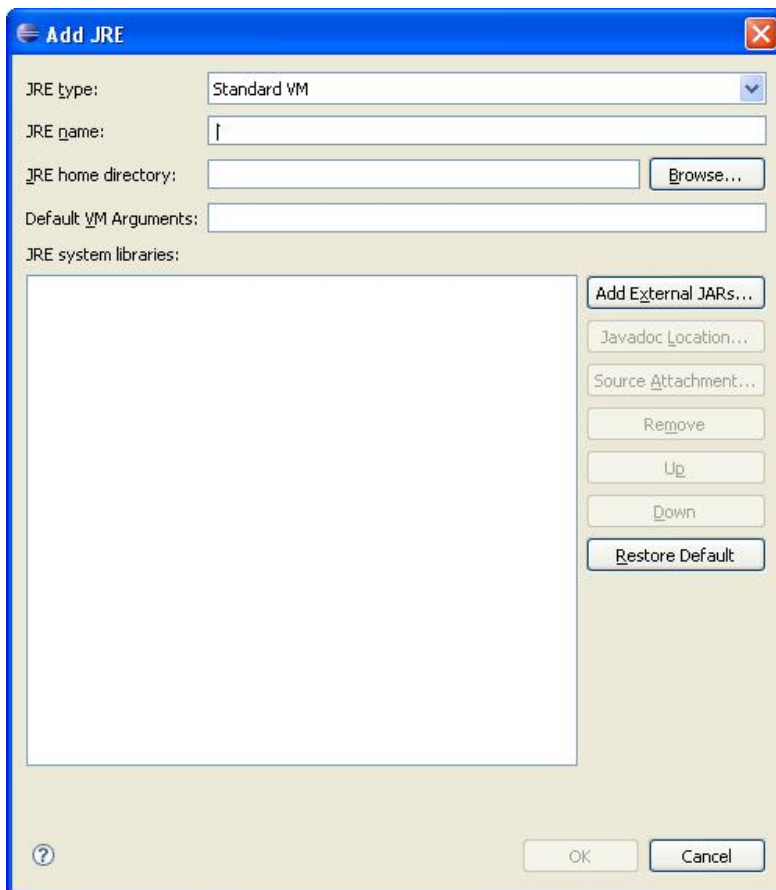 Add JRE
JRE type: Standard VM
JRE name:
JRE home directory: Browse...
Default VM Arguments:
JRE system libraries:
Add External JARs...
Javadoc Location...
Source Attachment...
Remove
Up
Down
Restore Default
? OK Cancel